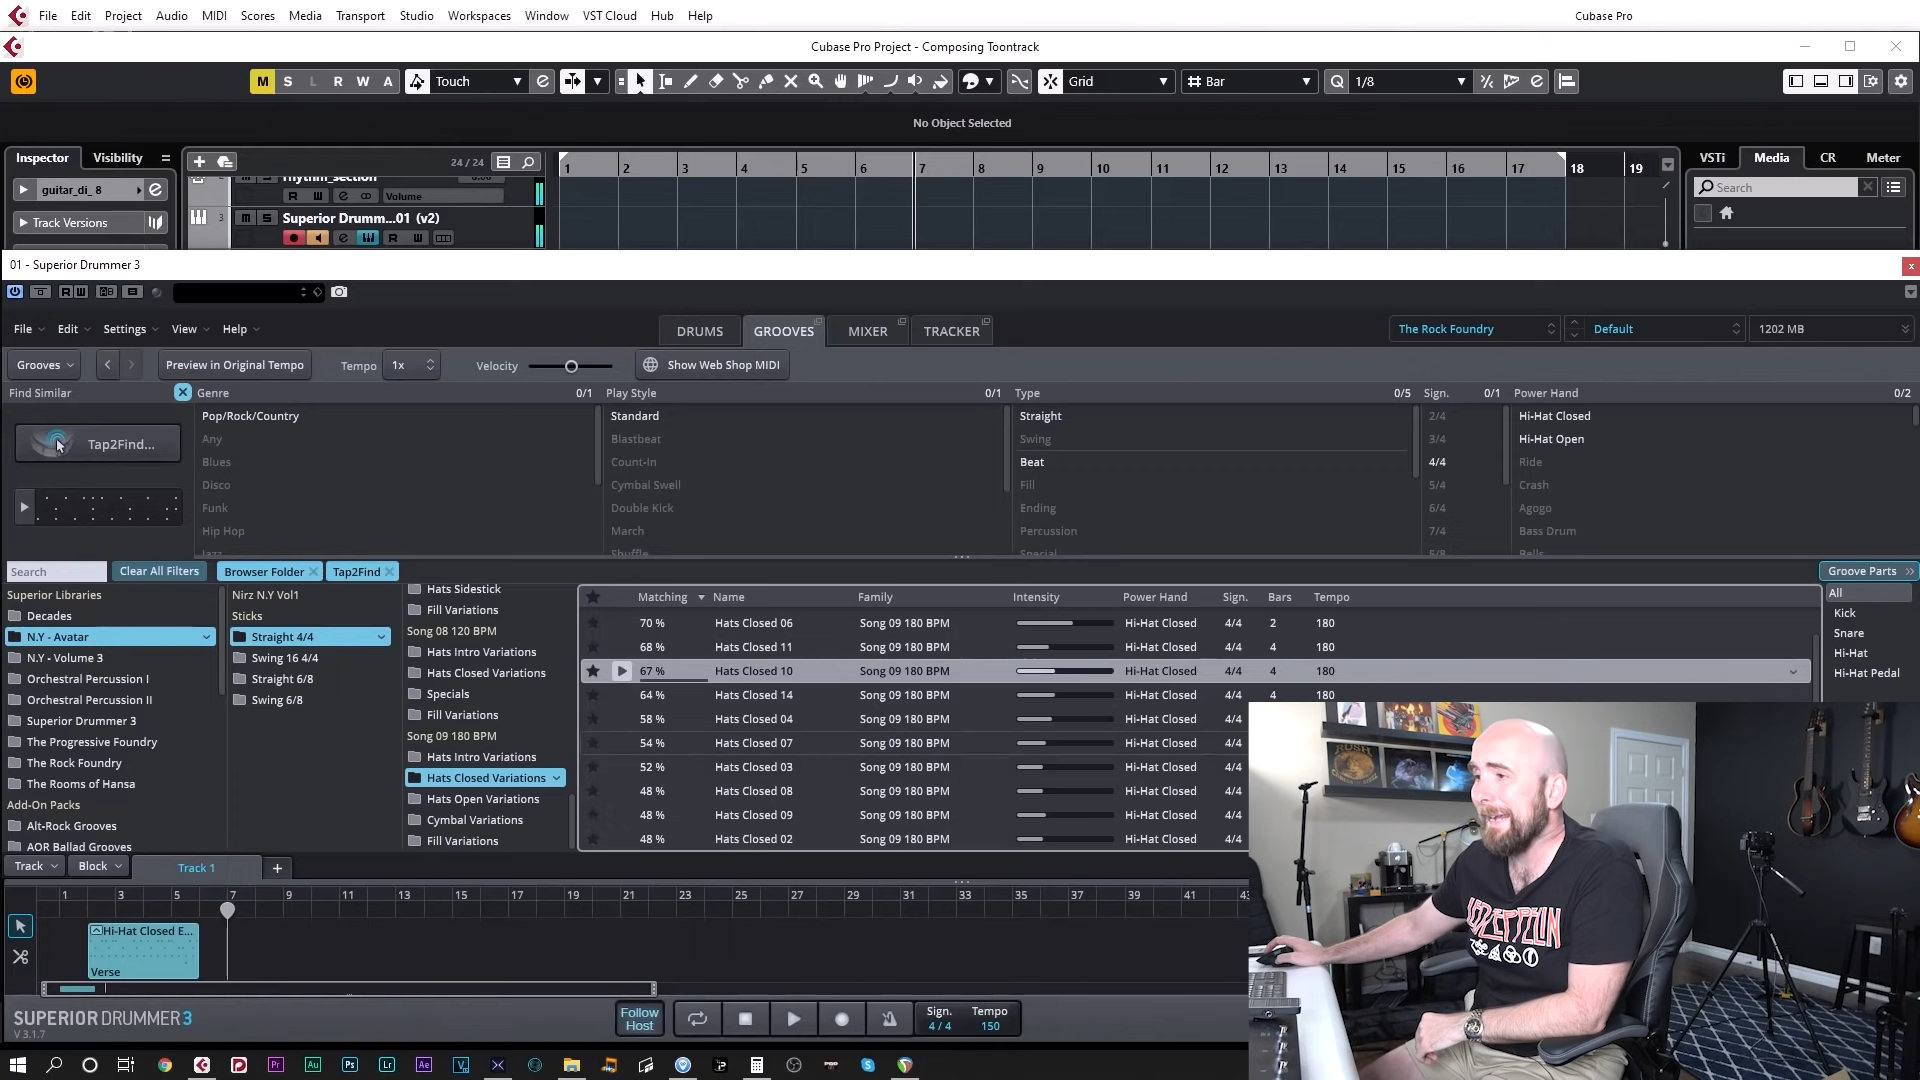 File Edit Project Audio MIDI Scores Media Transport Studio Workspaces Window VST Cloud Hub Help Cubase Pro
Cubase Pro Project - Composing Toontrack
M S L R W A Touch Grid Bar Q 1/8
No Object Selected
Inspector Visibility 24 / 24 1 2 3 4 5 6 7 8 9 10 11 12 13 14 15 16 17 18 19 VSTi Media CR Meter
guitar_di_ 8 rhythm_section Search
R W Volume
Track Versions 3 m S Superior Drumm...01 (v2)
R W
01 - Superior Drummer 3
File Edit Settings View Help DRUMS GROOVES MIXER TRACKER The Rock Foundry Default 1202 MB
Grooves Preview in Original Tempo Tempo 1x Velocity Show Web Shop MIDI
Find Similar Genre 0/1 Play Style 0/1 Type 0/5 Sign. 0/1 Power Hand 0/2
Pop/Rock/Country Standard Straight 2/4 Hi-Hat Closed
Tap2Find... Any Blastbeat Swing 3/4 Hi-Hat Open
Blues Count-In Beat 4/4 Ride
Disco Cymbal Swell Fill 5/4 Crash
Funk Double Kick Ending 6/4 Agogo
Hip Hop March Percussion 7/4 Bass Drum
Jazz Shuffle Special 5/8 Bells
Search Clear All Filters Browser Folder Tap2Find Groove Parts
Superior Libraries Nirz N.Y Vol1 Hats Sidestick Matching Name Family Intensity Power Hand Sign. Bars Tempo All
Decades Sticks Fill Variations 70 % Hats Closed 06 Song 09 180 BPM Hi-Hat Closed 4/4 2 180 Kick
N.Y - Avatar Straight 4/4 Song 08 120 BPM 68 % Hats Closed 11 Song 09 180 BPM Hi-Hat Closed 4/4 4 180 Snare
N.Y - Volume 3 Swing 16 4/4 Hats Intro Variations 67 % Hats Closed 10 Song 09 180 BPM Hi-Hat Closed 4/4 4 180 Hi-Hat
Orchestral Percussion I Straight 6/8 Hats Closed Variations 64 % Hats Closed 14 Song 09 180 BPM Hi-Hat Closed 4/4 4 180 Hi-Hat Pedal
Orchestral Percussion II Swing 6/8 Specials 58 % Hats Closed 04 Song 09 180 BPM Hi-Hat Closed 4/4
Superior Drummer 3 Fill Variations 54 % Hats Closed 07 Song 09 180 BPM Hi-Hat Closed 4/4
The Progressive Foundry Song 09 180 BPM 52 % Hats Closed 03 Song 09 180 BPM Hi-Hat Closed 4/4
The Rock Foundry Hats Intro Variations 48 % Hats Closed 08 Song 09 180 BPM Hi-Hat Closed 4/4
The Rooms of Hansa Hats Closed Variations 48 % Hats Closed 09 Song 09 180 BPM Hi-Hat Closed 4/4
Add-On Packs Hats Open Variations 48 % Hats Closed 02 Song 09 180 BPM Hi-Hat Closed 4/4
Alt-Rock Grooves Cymbal Variations
AOR Ballad Grooves Fill Variations
Track Block Track 1 +
1 3 5 7 9 11 13 15 17 19 21 23 25 27 29 31 33 35 37 39 41 43
Hi-Hat Closed E...
Verse
SUPERIOR DRUMMER 3 Follow Host Sign. 4/4 Tempo 150
V 3.1.7
RUSH
LED ZEPPELIN
Pr Au Ps Lr Ae